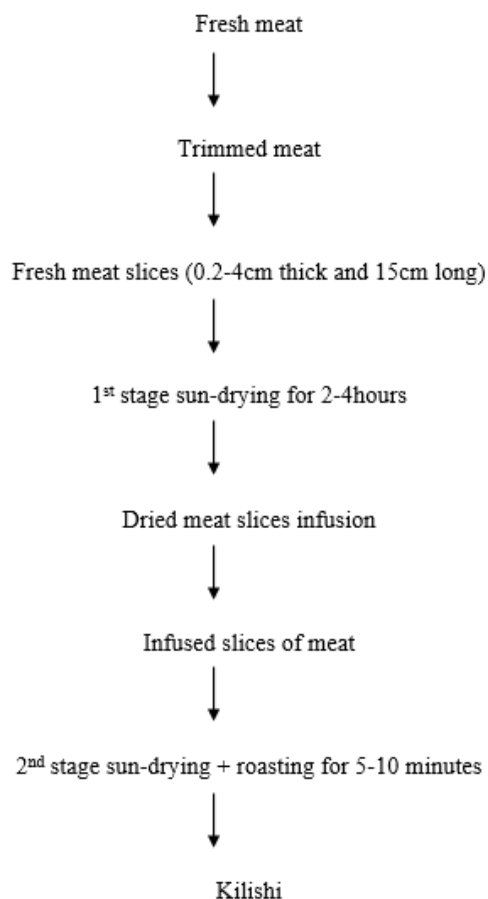 Fresh meat
Trimmed meat
Fresh meat slices (0.2-4cm thick and 15cm long)
1st stage sun-drying for 2-4hours
Dried meat slices infusion
Infused slices of meat
2nd stage sun-drying + roasting for 5-10 minutes
Kilishi